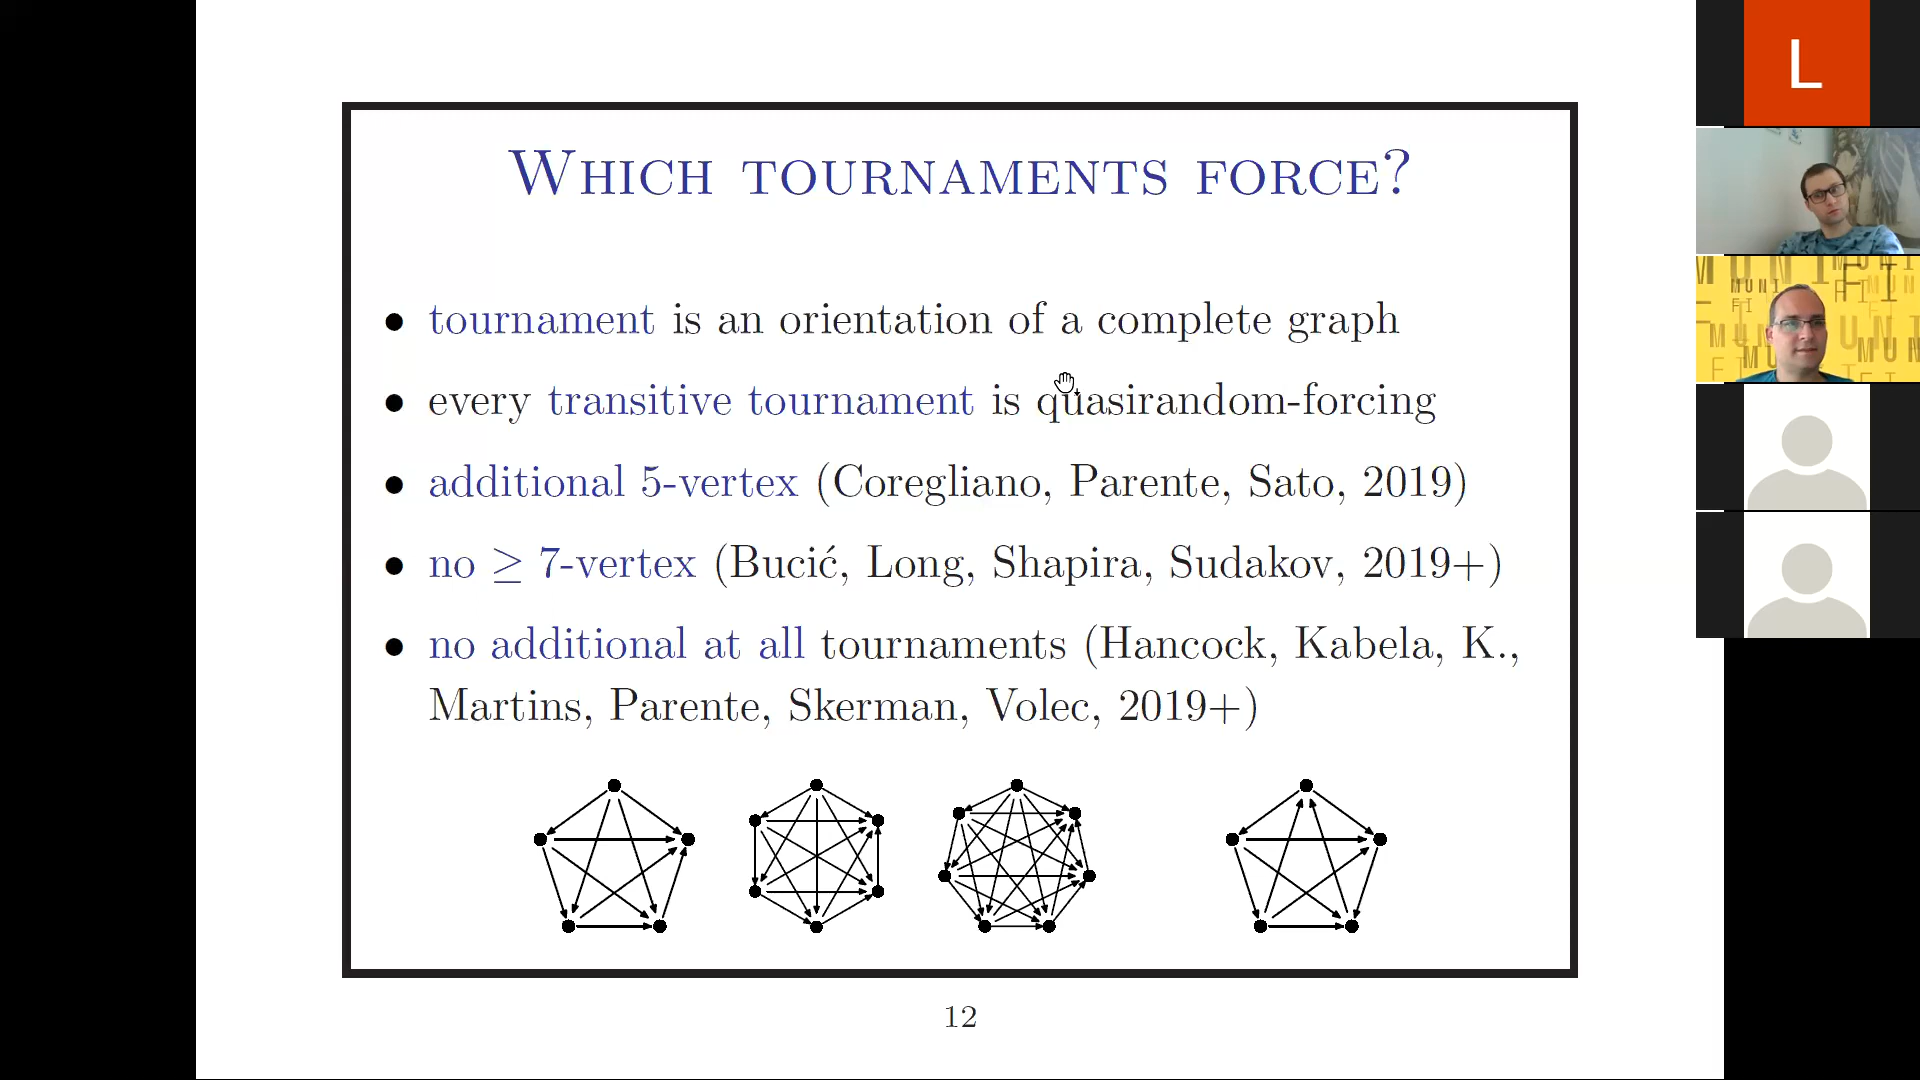 WHICH TOURNAMENTS FORCE?
• tournament is an orientation of a complete graph
• every transitive tournament is quasirandom-forcing
• additional 5-vertex (Coregliano, Parente, Sato, 2019)
• no ≥ 7-vertex (Bucić, Long, Shapira, Sudakov, 2019+)
• no additional at all tournaments (Hancock, Kabela, K.,
Martins, Parente, Skerman, Volec, 2019+)
12
L
MUNI
FI